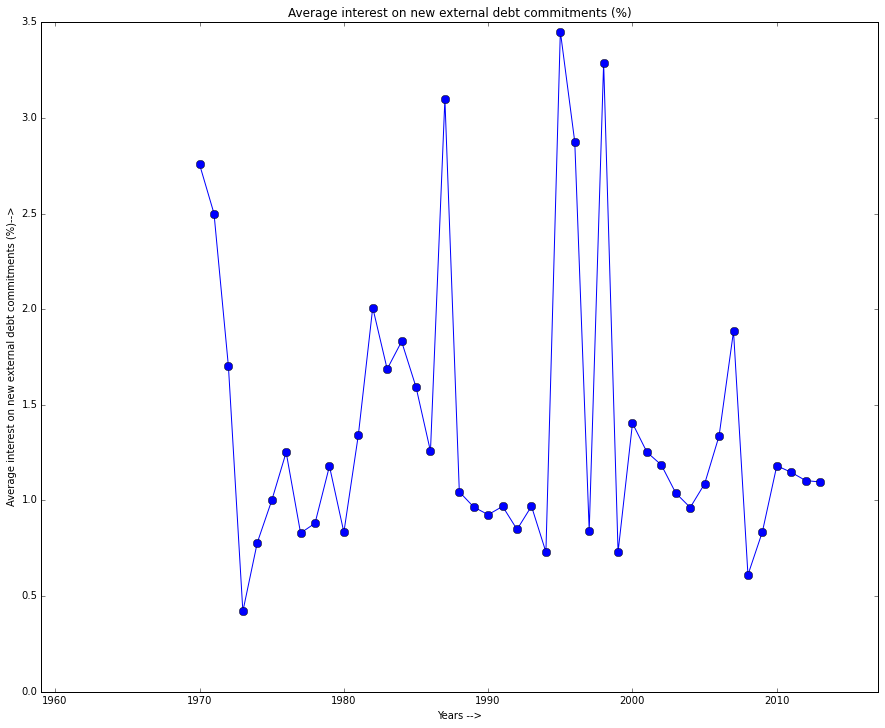 Average interest on new external debt commitments (%)
Average interest on new external debt commitments (%)-->
3.5
3.0
2.5
2.0
1.5
1.0
0.5
0.0
1960 1970 1980 1990 2000 2010
Years -->